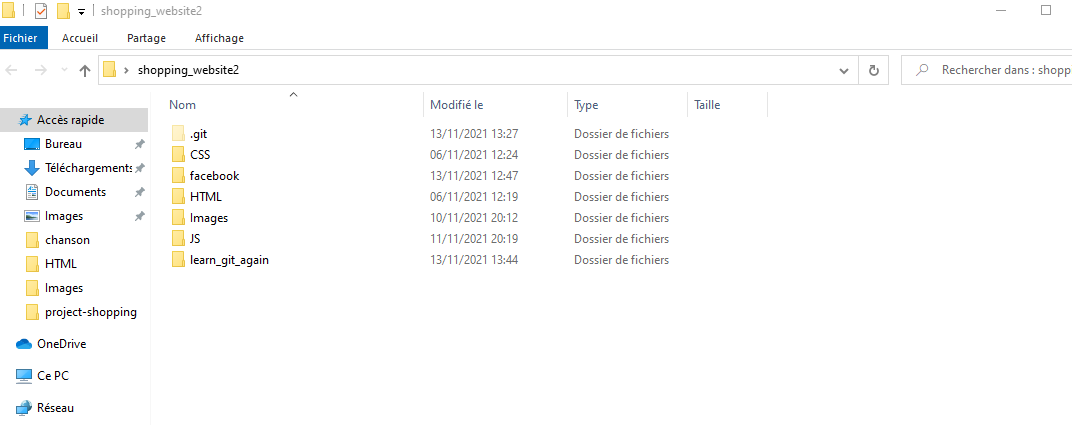 shopping_website2
Fichier Accueil Partage Affichage
shopping_website2 Rechercher dans : shopp
Nom Modifié le Type Taille
Accès rapide
Bureau
Téléchargements
Documents
Images
chanson
HTML
Images
project-shopping
OneDrive
Ce PC
Réseau
.git 13/11/2021 13:27 Dossier de fichiers
CSS 06/11/2021 12:24 Dossier de fichiers
facebook 13/11/2021 12:47 Dossier de fichiers
HTML 06/11/2021 12:19 Dossier de fichiers
Images 10/11/2021 20:12 Dossier de fichiers
JS 11/11/2021 20:19 Dossier de fichiers
learn_git_again 13/11/2021 13:44 Dossier de fichiers